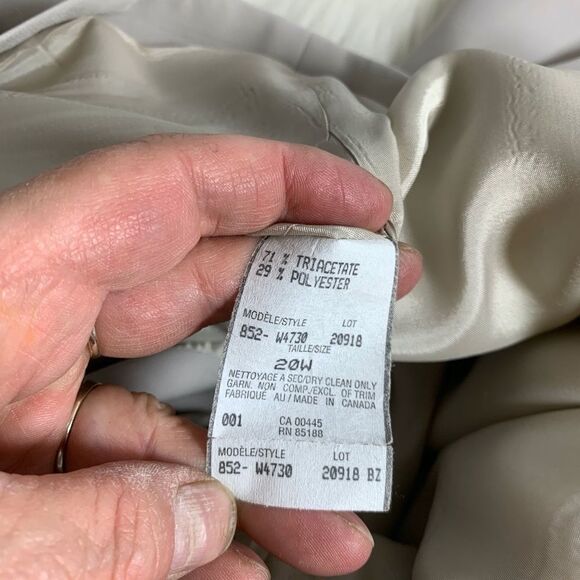 71 % TRIACETATE
29 % POLYESTER
MODÈLE/STYLE LOT
852- W4730 20918
TAILLE/SIZE
20W
NETTOYAGE A SEC/DRY CLEAN ONLY
GARN. NON COMP./EXCL. OF TRIM
FABRIQUÉ AU / MADE IN CANADA
001 CA 00445
RN 85188
MODÈLE/STYLE LOT
852- W4730 20918 BZ